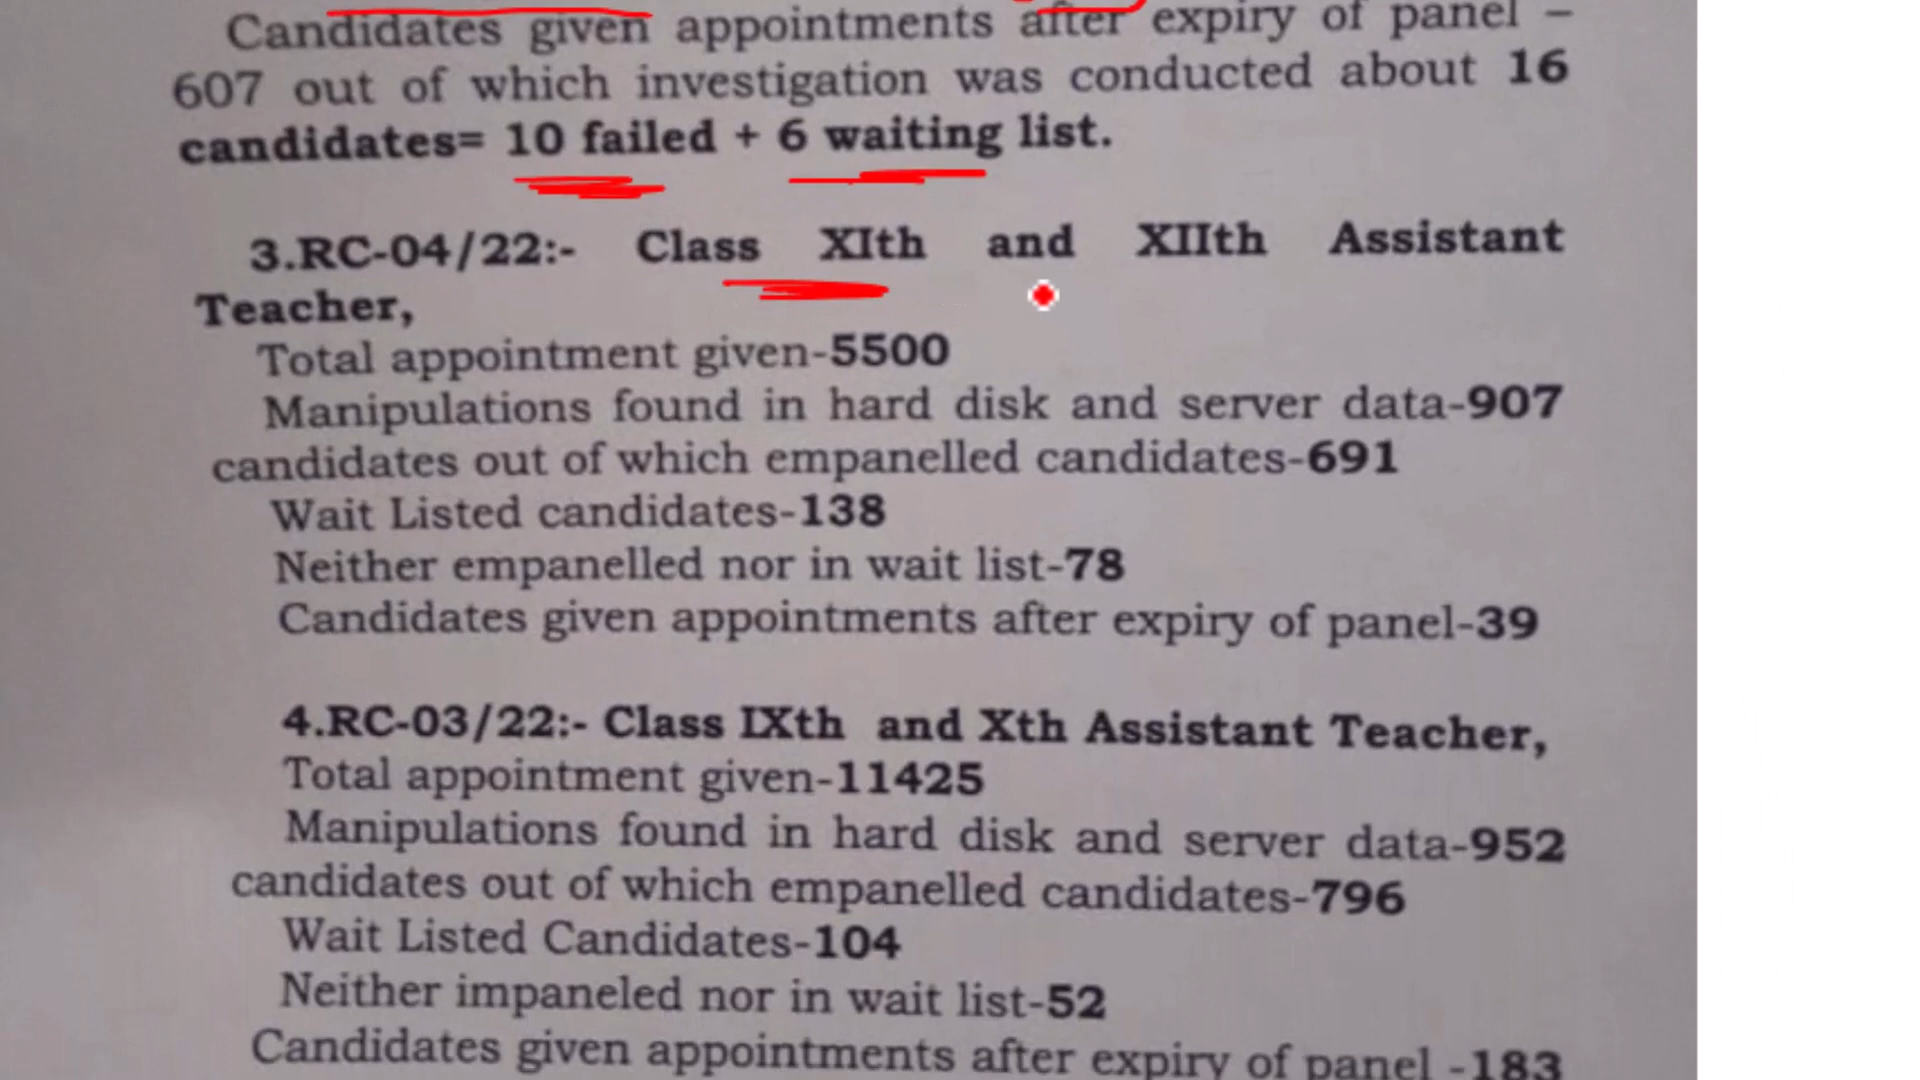 Candidates given appointments after expiry of panel –
607 out of which investigation was conducted about 16
candidates= 10 failed + 6 waiting list.
3.RC-04/22:- Class XIth and XIIth Assistant
Teacher,
Total appointment given-5500
Manipulations found in hard disk and server data-907
candidates out of which empanelled candidates-691
Wait Listed candidates-138
Neither empanelled nor in wait list-78
Candidates given appointments after expiry of panel-39
4.RC-03/22:- Class IXth and Xth Assistant Teacher,
Total appointment given-11425
Manipulations found in hard disk and server data-952
candidates out of which empanelled candidates-796
Wait Listed Candidates-104
Neither impaneled nor in wait list-52
Candidates given appointments after expiry of panel -183